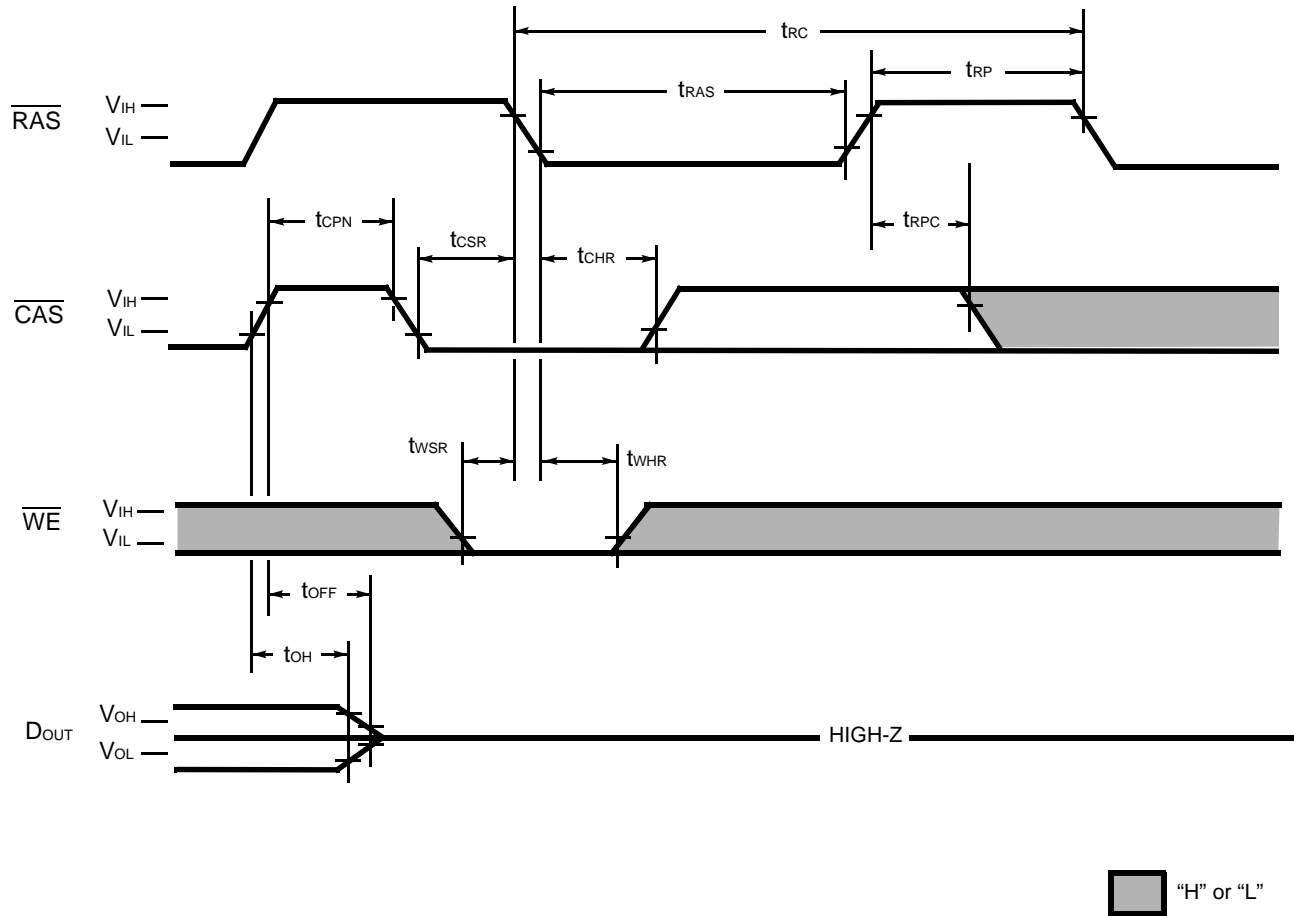 tRC
tRP
tRAS
RAS
VIH
VIL
tCPN
tRPC
tCSR
tCHR
CAS
VIH
VIL
tWSR
tWHR
WE
VIH
VIL
tOFF
tOH
DOUT
VOH
VOL
HIGH-Z
“H” or “L”